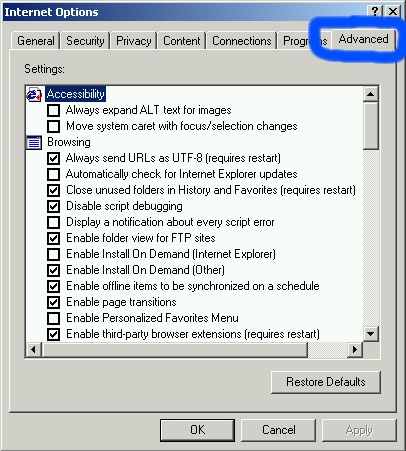 Internet Options
General Security Privacy Content Connections Programs Advanced
Settings:
Accessibility
Always expand ALT text for images
Move system caret with focus/selection changes
Browsing
Always send URLs as UTF-8 (requires restart)
Automatically check for Internet Explorer updates
Close unused folders in History and Favorites (requires restart)
Disable script debugging
Display a notification about every script error
Enable folder view for FTP sites
Enable Install On Demand (Internet Explorer)
Enable Install On Demand (Other)
Enable offline items to be synchronized on a schedule
Enable page transitions
Enable Personalized Favorites Menu
Enable third-party browser extensions (requires restart)
Restore Defaults
OK Cancel Apply